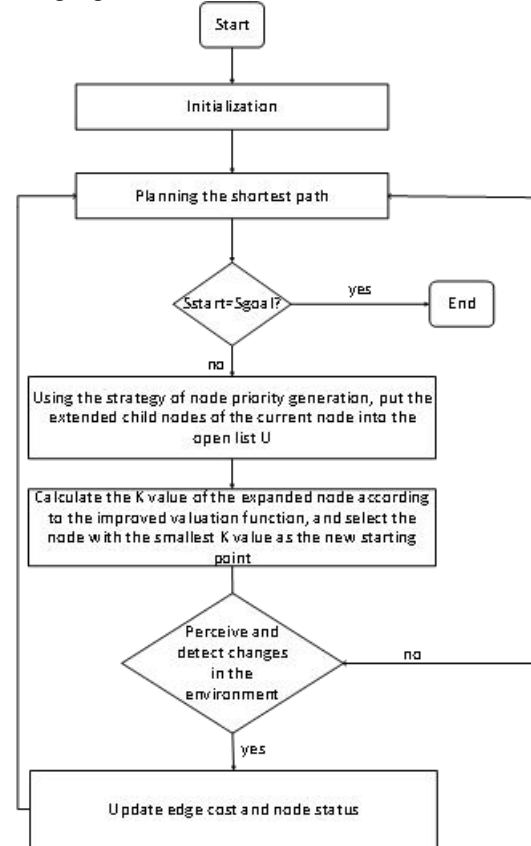 Start
Initialization
Planning the shortest path
Sstart=Sgoal?
yes
End
no
Using the strategy of node priority generation, put the
extended child nodes of the current node into the
open list U
Calculate the K value of the expanded node according
to the improved valuation function, and select the
node with the smallest K value as the new starting
point
Perceive and
detect changes
in the
environment
no
yes
Update edge cost and node status